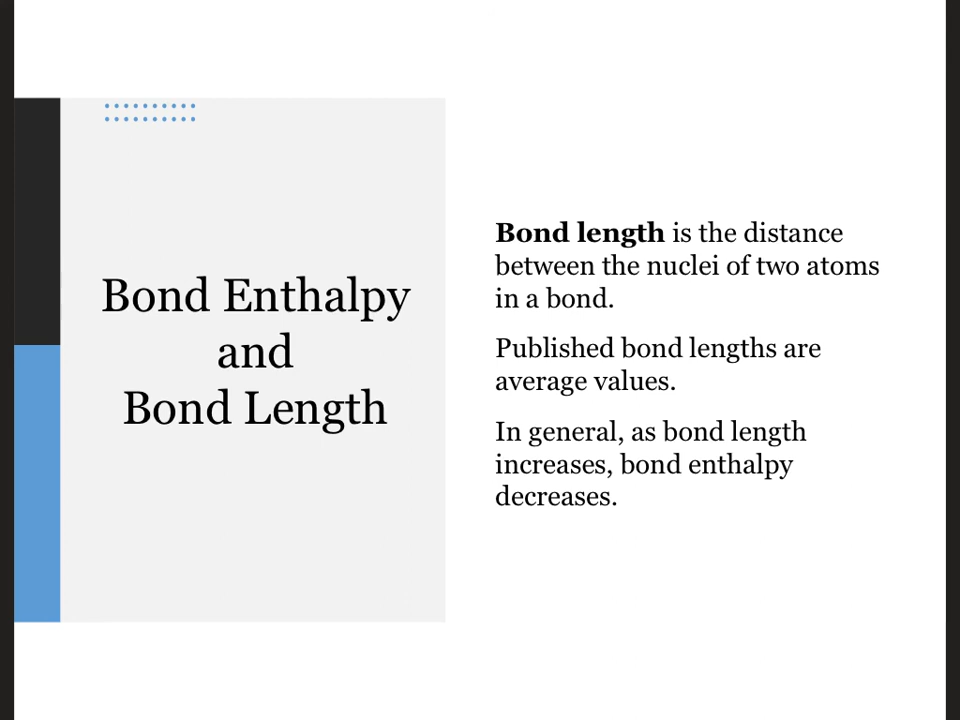 Bond Enthalpy
and
Bond Length
Bond length is the distance
between the nuclei of two atoms
in a bond.
Published bond lengths are
average values.
In general, as bond length
increases, bond enthalpy
decreases.